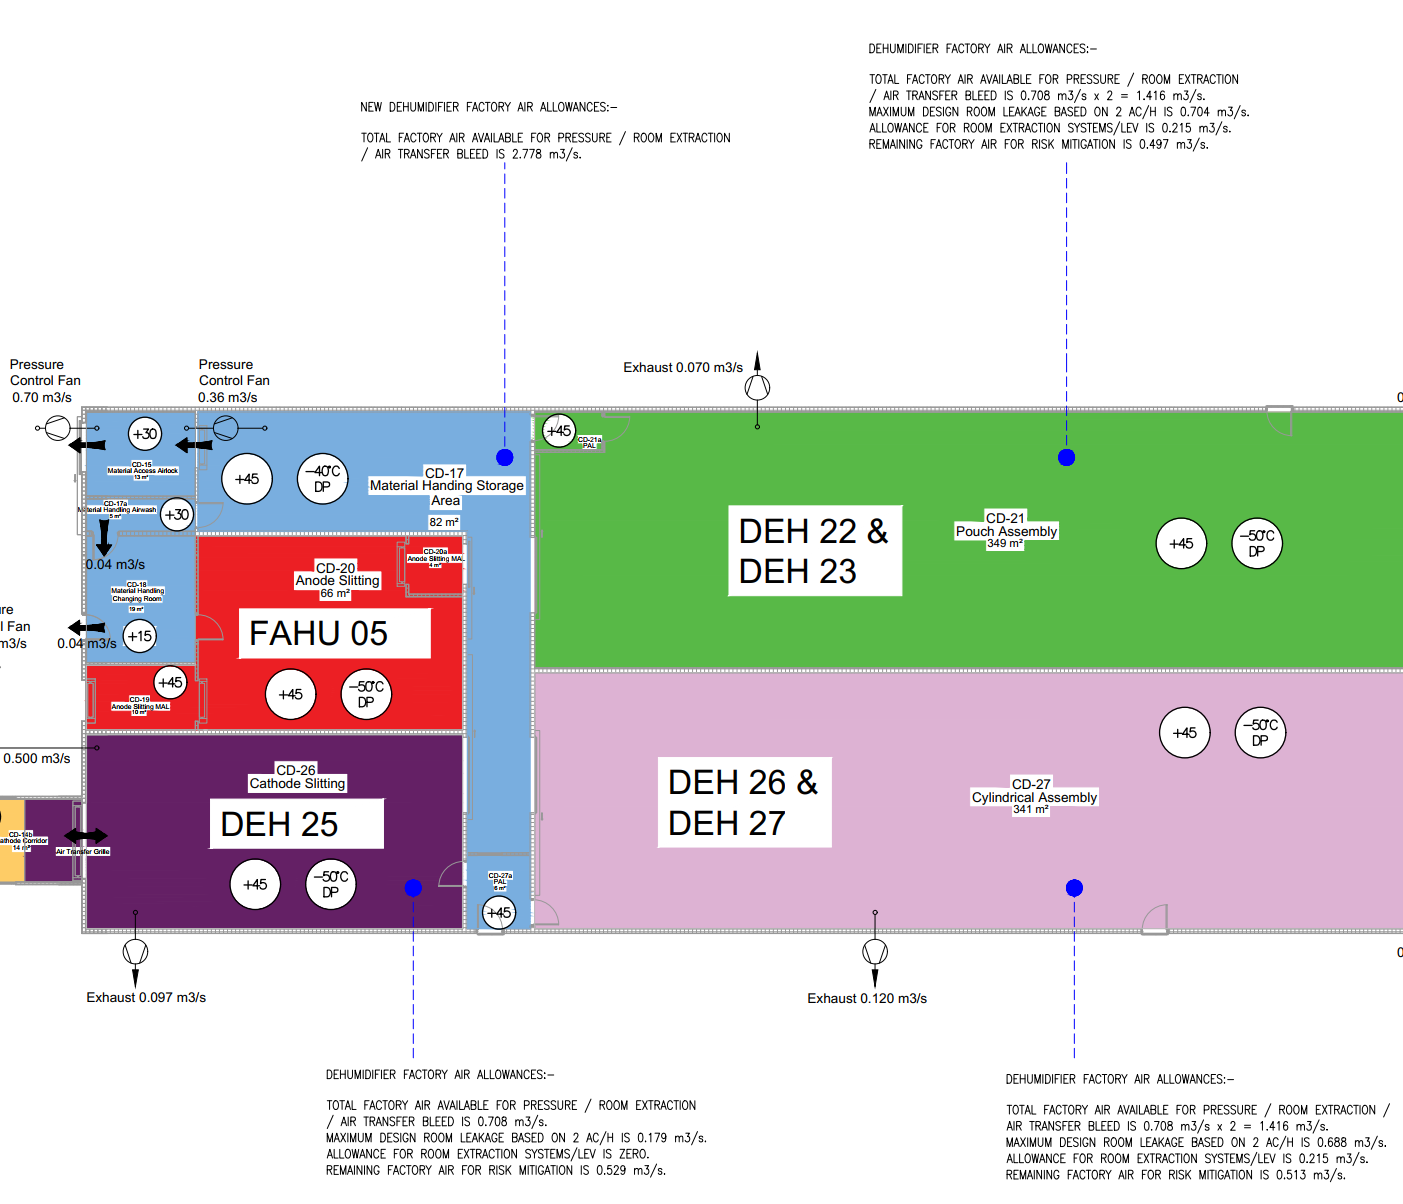 DEHUMIDIFIER FACTORY AIR ALLOWANCES:-
TOTAL FACTORY AIR AVAILABLE FOR PRESSURE / ROOM EXTRACTION
/ AIR TRANSFER BLEED IS 0.708 m3/s x 2 = 1.416 m3/s.
MAXIMUM DESIGN ROOM LEAKAGE BASED ON 2 AC/H IS 0.704 m3/s.
ALLOWANCE FOR ROOM EXTRACTION SYSTEMS/LEV IS 0.215 m3/s.
REMAINING FACTORY AIR FOR RISK MITIGATION IS 0.497 m3/s.
NEW DEHUMIDIFIER FACTORY AIR ALLOWANCES:-
TOTAL FACTORY AIR AVAILABLE FOR PRESSURE / ROOM EXTRACTION
/ AIR TRANSFER BLEED IS 2.778 m3/s.
Pressure
Control Fan
0.70 m3/s
Pressure
Control Fan
0.36 m3/s
Exhaust 0.070 m3/s
0
+30
CD-15
Material Access Airlock
13 m²
+45
-40°C
DP
CD-17
Material Handing Storage
Area
82 m²
+45
CD-21a
PAL
CD-17a
Material Handling Airwash
5 m²
+30
0.04 m3/s
CD-18
Material Handling
Changing Room
19 m²
+15
0.04 m3/s
ure
l Fan
m3/s
CD-20
Anode Slitting
66 m²
CD-20a
Anode Slitting MAL
4 m²
FAHU 05
+45
-50°C
DP
+45
CD-19
Anode Slitting MAL
10 m²
DEH 22 &
DEH 23
CD-21
Pouch Assembly
349 m²
+45
-50°C
DP
0.500 m3/s
CD-26
Cathode Slitting
DEH 25
+45
-50°C
DP
CD-14b
athode Corridor
14 m²
Air Transfer Grille
CD-27a
PAL
6 m²
+45
DEH 26 &
DEH 27
CD-27
Cylindrical Assembly
341 m²
+45
-50°C
DP
0
Exhaust 0.097 m3/s
Exhaust 0.120 m3/s
DEHUMIDIFIER FACTORY AIR ALLOWANCES:-
TOTAL FACTORY AIR AVAILABLE FOR PRESSURE / ROOM EXTRACTION
/ AIR TRANSFER BLEED IS 0.708 m3/s.
MAXIMUM DESIGN ROOM LEAKAGE BASED ON 2 AC/H IS 0.179 m3/s.
ALLOWANCE FOR ROOM EXTRACTION SYSTEMS/LEV IS ZERO.
REMAINING FACTORY AIR FOR RISK MITIGATION IS 0.529 m3/s.
DEHUMIDIFIER FACTORY AIR ALLOWANCES:-
TOTAL FACTORY AIR AVAILABLE FOR PRESSURE / ROOM EXTRACTION /
AIR TRANSFER BLEED IS 0.708 m3/s x 2 = 1.416 m3/s.
MAXIMUM DESIGN ROOM LEAKAGE BASED ON 2 AC/H IS 0.688 m3/s.
ALLOWANCE FOR ROOM EXTRACTION SYSTEMS/LEV IS 0.215 m3/s.
REMAINING FACTORY AIR FOR RISK MITIGATION IS 0.513 m3/s.